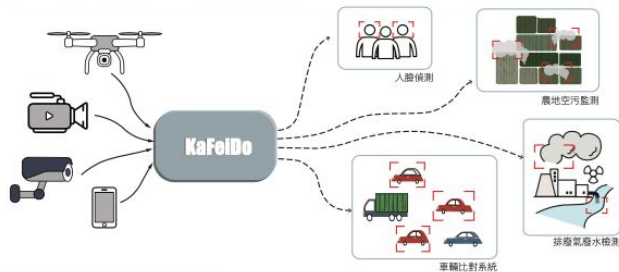 人臉偵測
農地空污監測
KaFeiDo
車輛比對系統
排廢氣廢水檢測